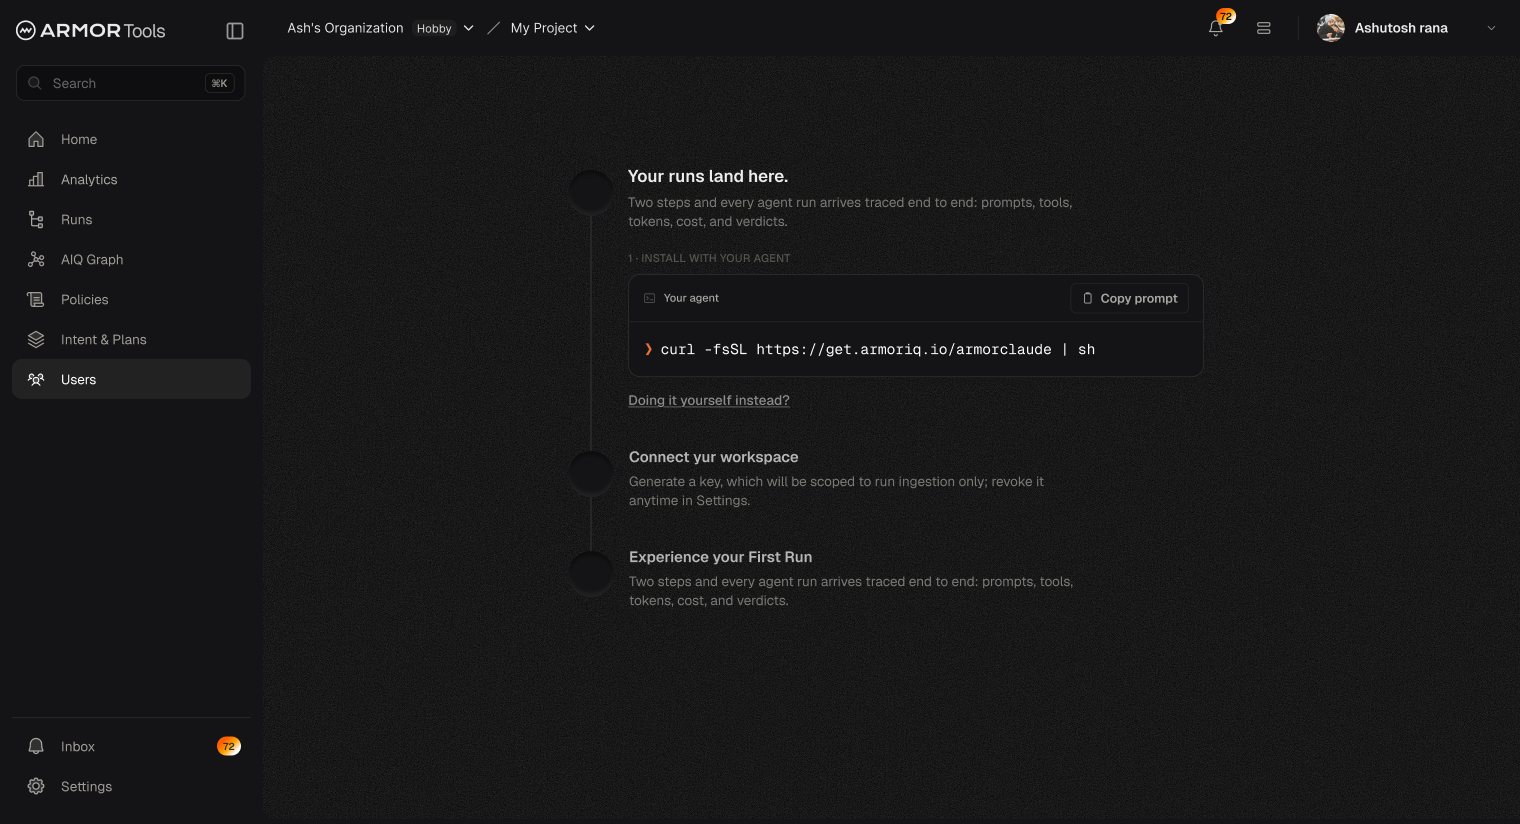 ARMOR Tools
Ash's Organization Hobby / My Project
72
Ashutosh rana
Search ⌘K
Home
Analytics
Runs
AIQ Graph
Policies
Intent & Plans
Users
Your runs land here.
Two steps and every agent run arrives traced end to end: prompts, tools,
tokens, cost, and verdicts.
1 · INSTALL WITH YOUR AGENT
Your agent
Copy prompt
❯ curl -fsSL https://get.armoriq.io/armorclaude | sh
Doing it yourself instead?
Connect yur workspace
Generate a key, which will be scoped to run ingestion only; revoke it
anytime in Settings.
Experience your First Run
Two steps and every agent run arrives traced end to end: prompts, tools,
tokens, cost, and verdicts.
Inbox 72
Settings